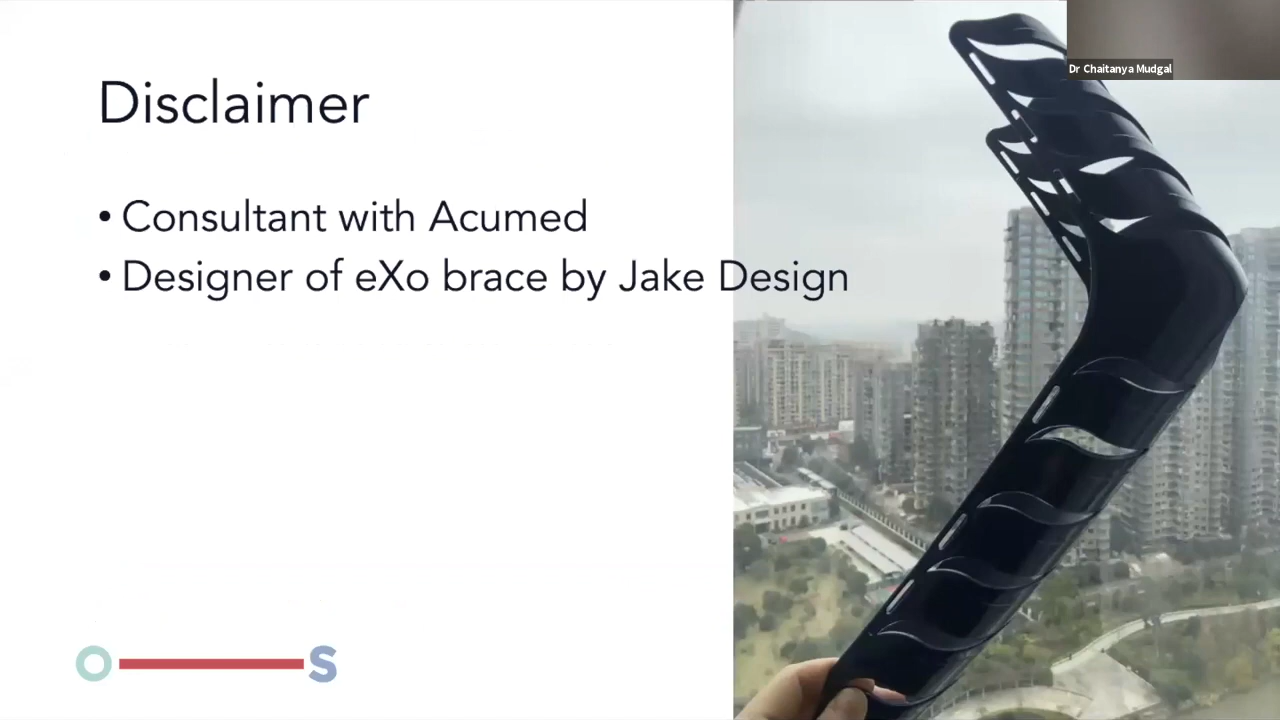 Dr Chaitanya Mudgal
Disclaimer
• Consultant with Acumed
• Designer of eXo brace by Jake Design
O S